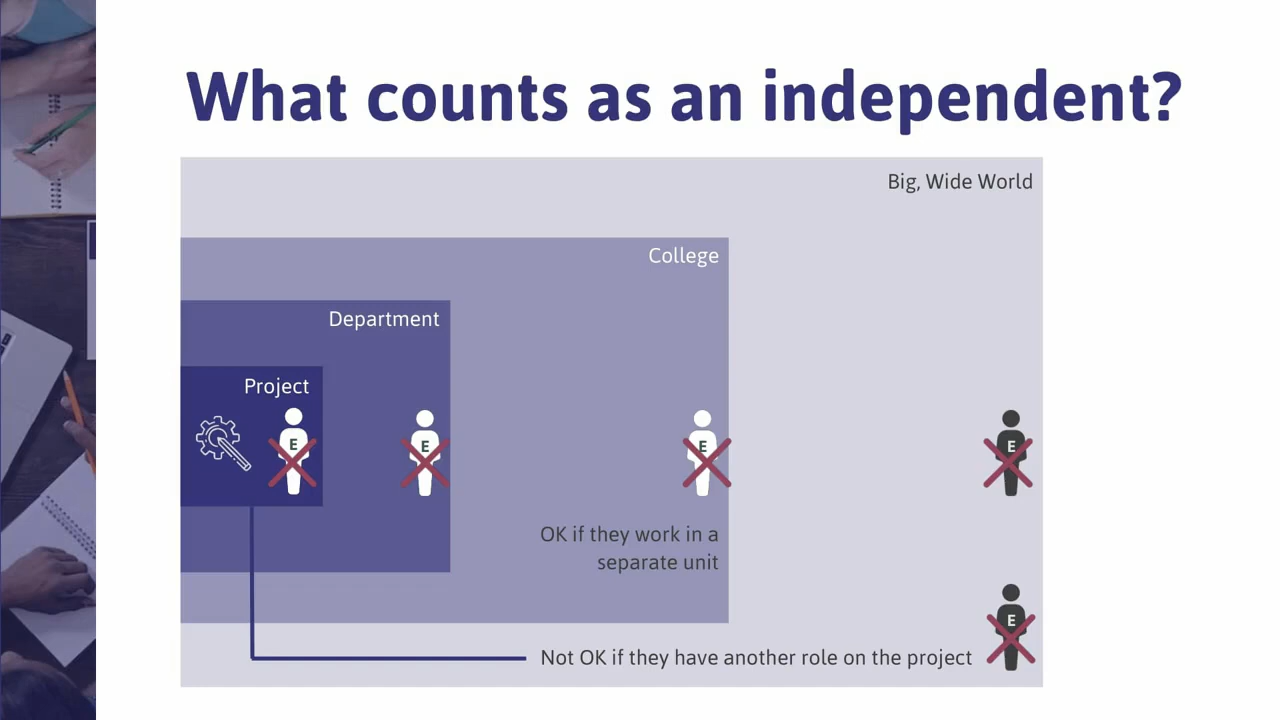 What counts as an independent?
Big, Wide World
College
Department
Project
E
E
E
E
OK if they work in a
separate unit
E
Not OK if they have another role on the project